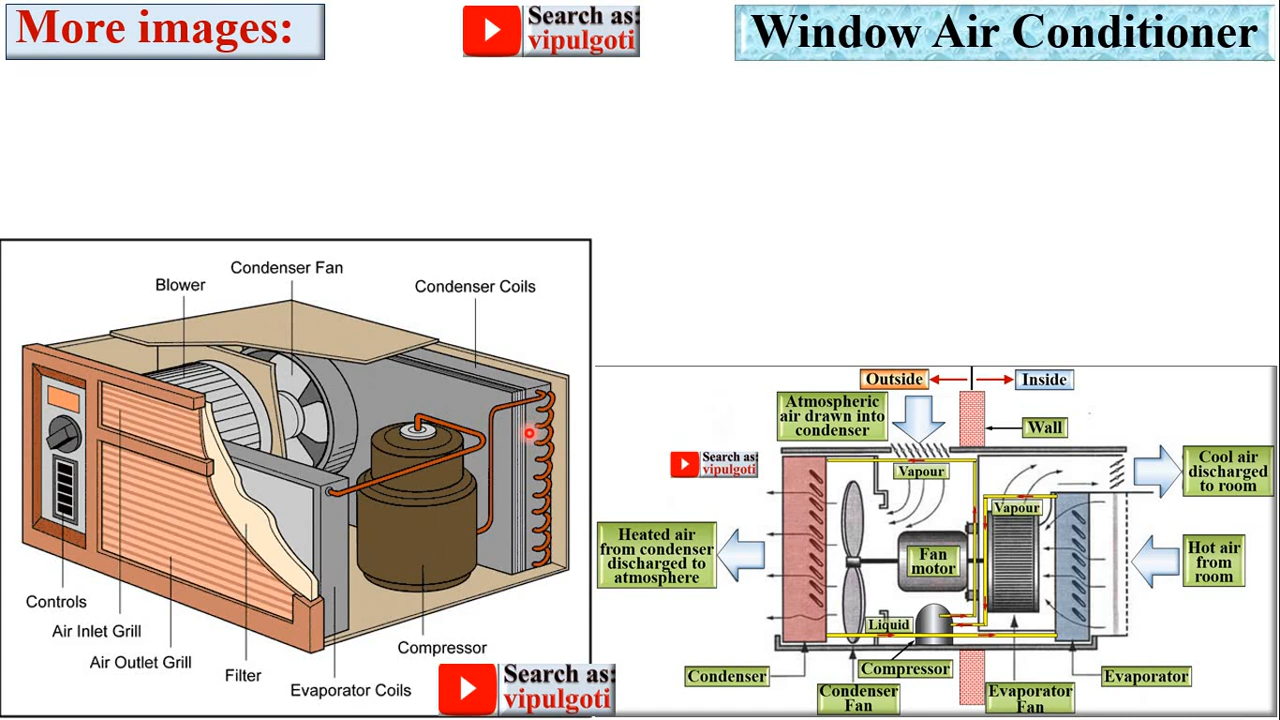 More images:
Search as:
vipulgoti
Window Air Conditioner
Condenser Fan
Blower
Condenser Coils
Controls
Air Inlet Grill
Air Outlet Grill
Filter
Evaporator Coils
Compressor
Search as:
vipulgoti
Outside
Inside
Atmospheric
air drawn into
condenser
Wall
Search as:
vipulgoti
Vapour
Cool air
discharged
to room
Vapour
Heated air
from condenser
discharged to
atmosphere
Fan
motor
Hot air
from
room
Liquid
Compressor
Condenser
Condenser
Fan
Evaporator
Fan
Evaporator